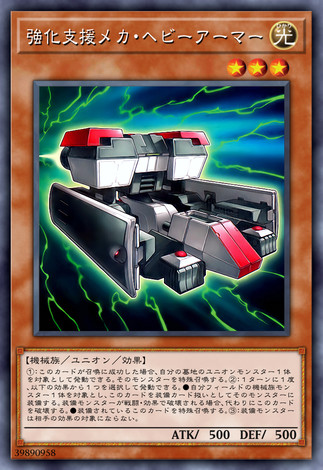 強化支援メカ・ヘビーアーマー
光
【機械族／ユニオン／効果】
①:このカードが召喚に成功した場合、自分の墓地のユニオンモンスター１体
を対象として発動できる。そのモンスターを特殊召喚する。②:１ターンに１度、
以下の効果から１つを選択して発動できる。●自分フィールドの機械族モン
スター１体を対象とし、このカードを装備カード扱いとしてそのモンスターに
装備する。装備モンスターが戦闘・効果で破壊される場合、代わりにこのカード
を破壊する。●装備されているこのカードを特殊召喚する。③:装備モンスター
は相手の効果の対象にならない。
ATK/ 500 DEF/ 500
39890958